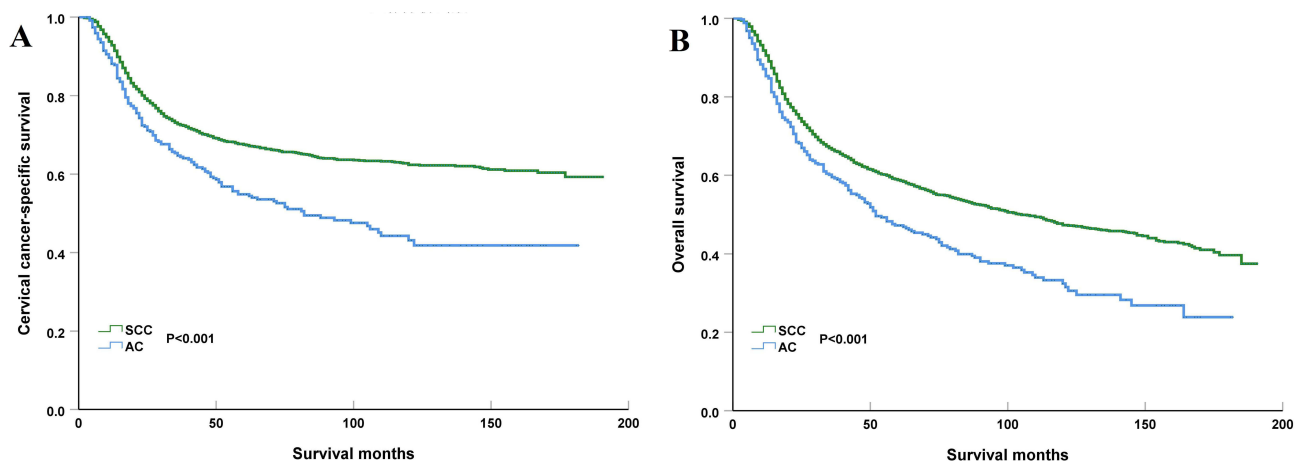 A
Cervical cancer-specific survival
1.0
0.8
0.6
0.4
0.2
0.0
SCC
AC
P<0.001
0
50
100
150
200
Survival months
B
Overall survival
1.0
0.8
0.6
0.4
0.2
0.0
SCC
AC
P<0.001
0
50
100
150
200
Survival months